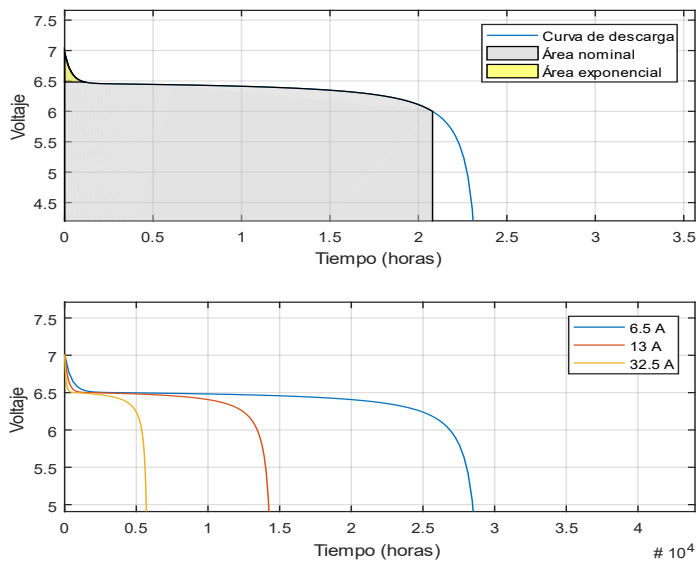 7.5
7
6.5
6
5.5
5
4.5
Voltaje
Curva de descarga
Área nominal
Área exponencial
0 0.5 1 1.5 2 2.5 3 3.5
Tiempo (horas)
7.5
7
6.5
6
5.5
5
Voltaje
6.5 A
13 A
32.5 A
0 0.5 1 1.5 2 2.5 3 3.5 4
Tiempo (horas)
# 10^4